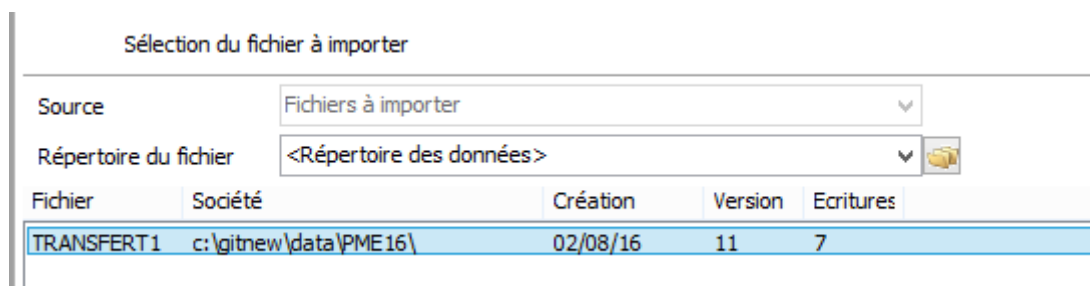 Sélection du fichier à importer
Source Fichiers à importer
Répertoire du fichier <Répertoire des données>
Fichier Société Création Version Ecritures
TRANSFERT1 c:\gitnew\data\PME16\ 02/08/16 11 7